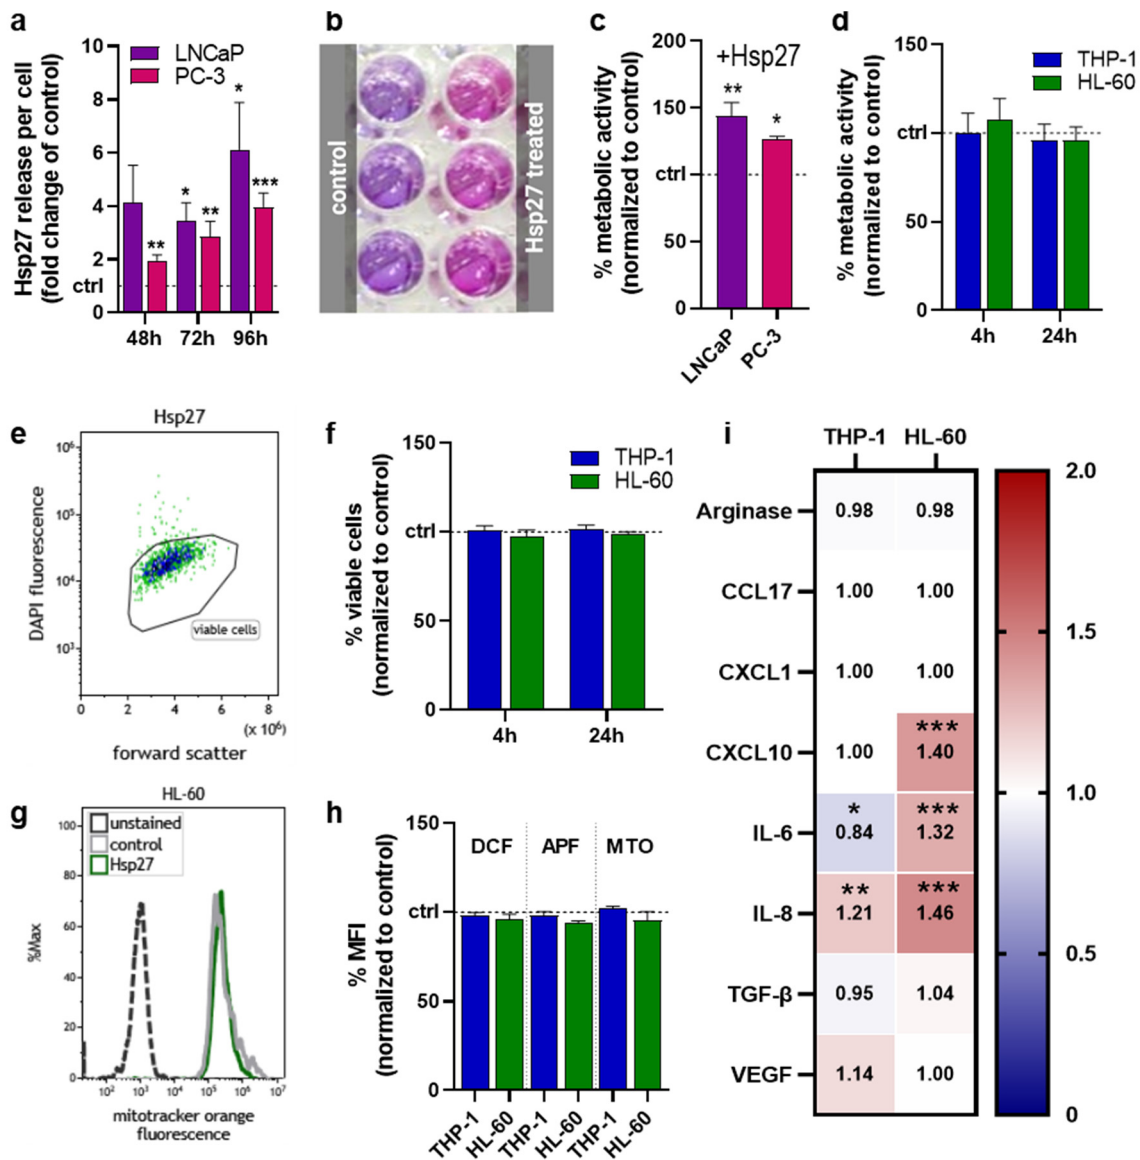 a
Hsp27 release per cell
(fold change of control)
10
8
6
4
2
ctrl
0
LNCaP
PC-3
**
*
**
*
***
48h
72h
96h
b
control
Hsp27 treated
c
% metabolic activity
(normalized to control)
200
150
ctrl
50
0
+Hsp27
**
*
LNCaP
PC-3
d
% metabolic activity
(normalized to control)
150
ctrl
50
0
THP-1
HL-60
4h
24h
e
Hsp27
DAPI fluorescence
10⁶
10⁵
10⁴
10³
0
viable cells
0 2 4 6 8
(x 10⁶)
forward scatter
f
% viable cells
(normalized to control)
150
ctrl
50
0
THP-1
HL-60
4h
24h
g
HL-60
%Max
100
80
60
40
20
0
unstained
control
Hsp27
10² 10³ 10⁴ 10⁵ 10⁶ 10⁷
mitotracker orange
fluorescence
h
% MFI
(normalized to control)
150
ctrl
50
0
DCF APF MTO
THP-1
HL-60
THP-1
HL-60
THP-1
HL-60
i
THP-1 HL-60
Arginase 0.98 0.98
CCL17 1.00 1.00
CXCL1 1.00 1.00
***
CXCL10 1.00 1.40
* ***
IL-6 0.84 1.32
** ***
IL-8 1.21 1.46
TGF-β 0.95 1.04
VEGF 1.14 1.00
2.0
1.5
1.0
0.5
0